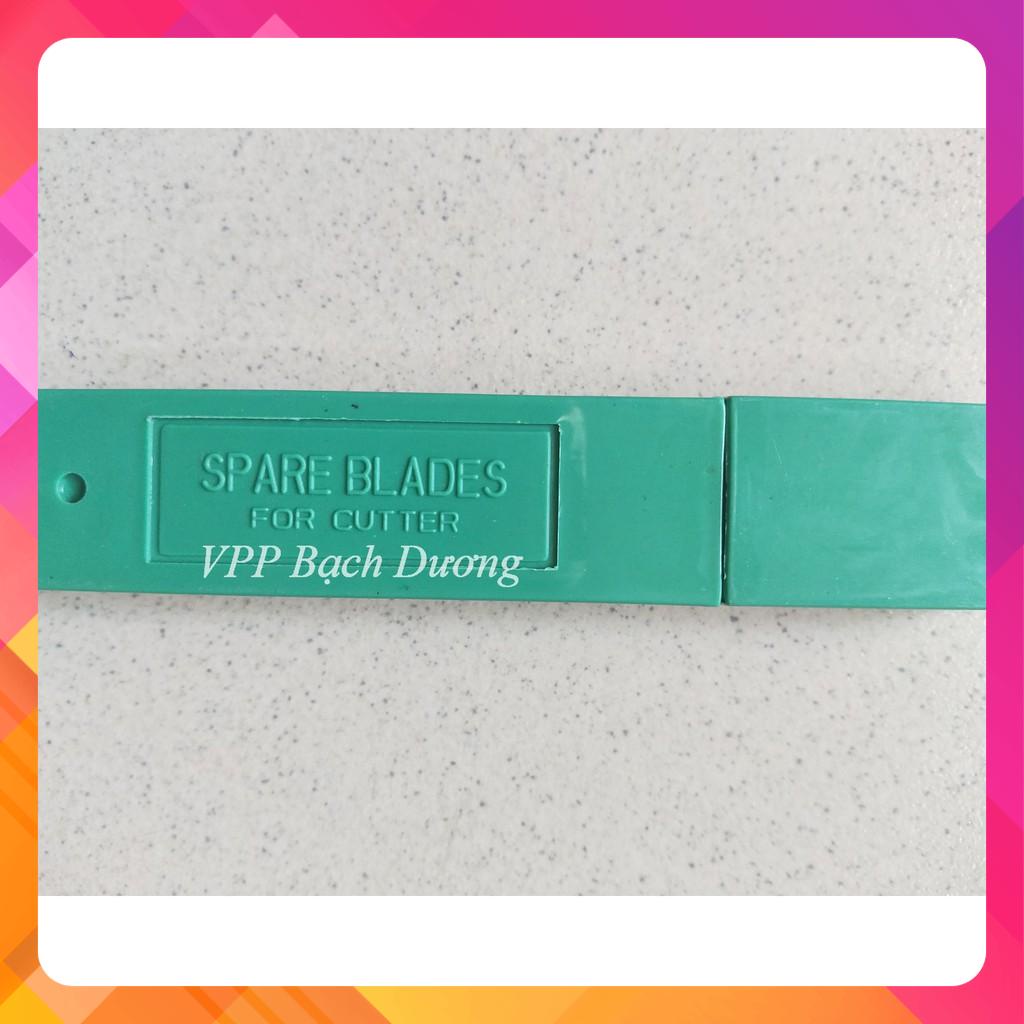 SPARE BLADES
FOR CUTTER
VPP Bạch Dương